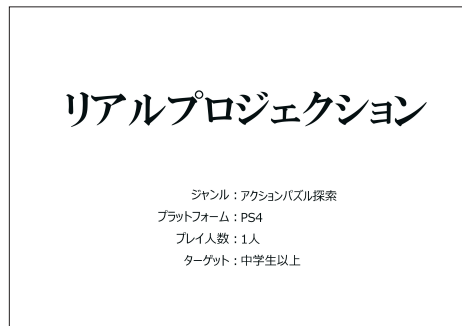 リアルプロジェクション
ジャンル：アクションパズル探索
プラットフォーム：PS4
プレイ人数：1人
ターゲット：中学生以上